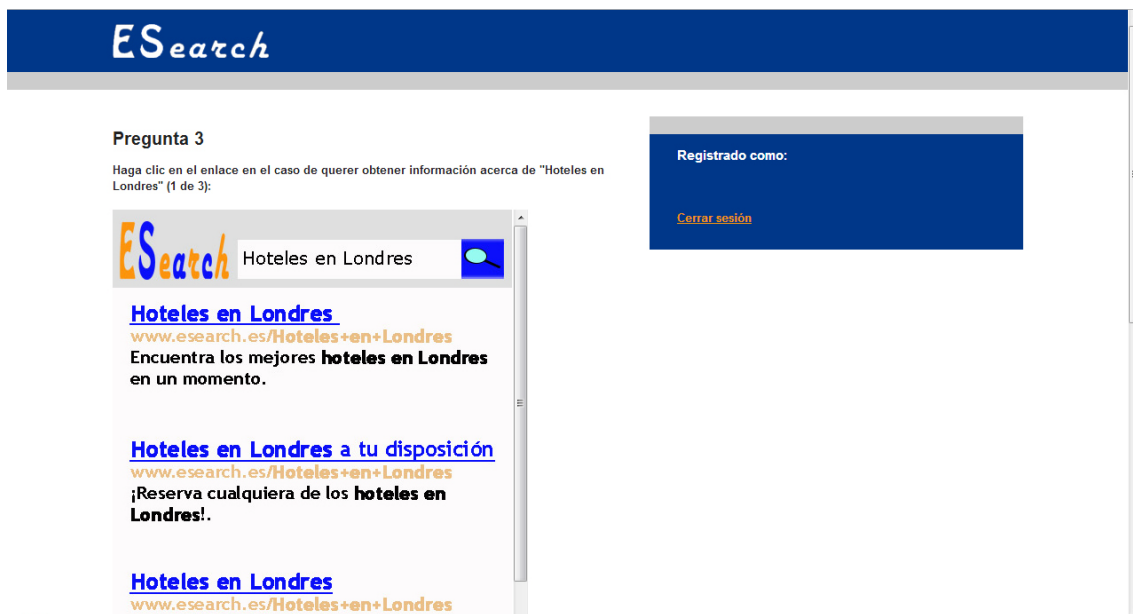 ESearch
Pregunta 3
Haga clic en el enlace en el caso de querer obtener información acerca de "Hoteles en
Londres" (1 de 3):
Registrado como:
Cerrar sesión
ESearch
Hoteles en Londres
Hoteles en Londres
www.esearch.es/Hoteles+en+Londres
Encuentra los mejores hoteles en Londres
en un momento.
Hoteles en Londres a tu disposición
www.esearch.es/Hoteles+en+Londres
¡Reserva cualquiera de los hoteles en
Londres!.
Hoteles en Londres
www.esearch.es/Hoteles+en+Londres